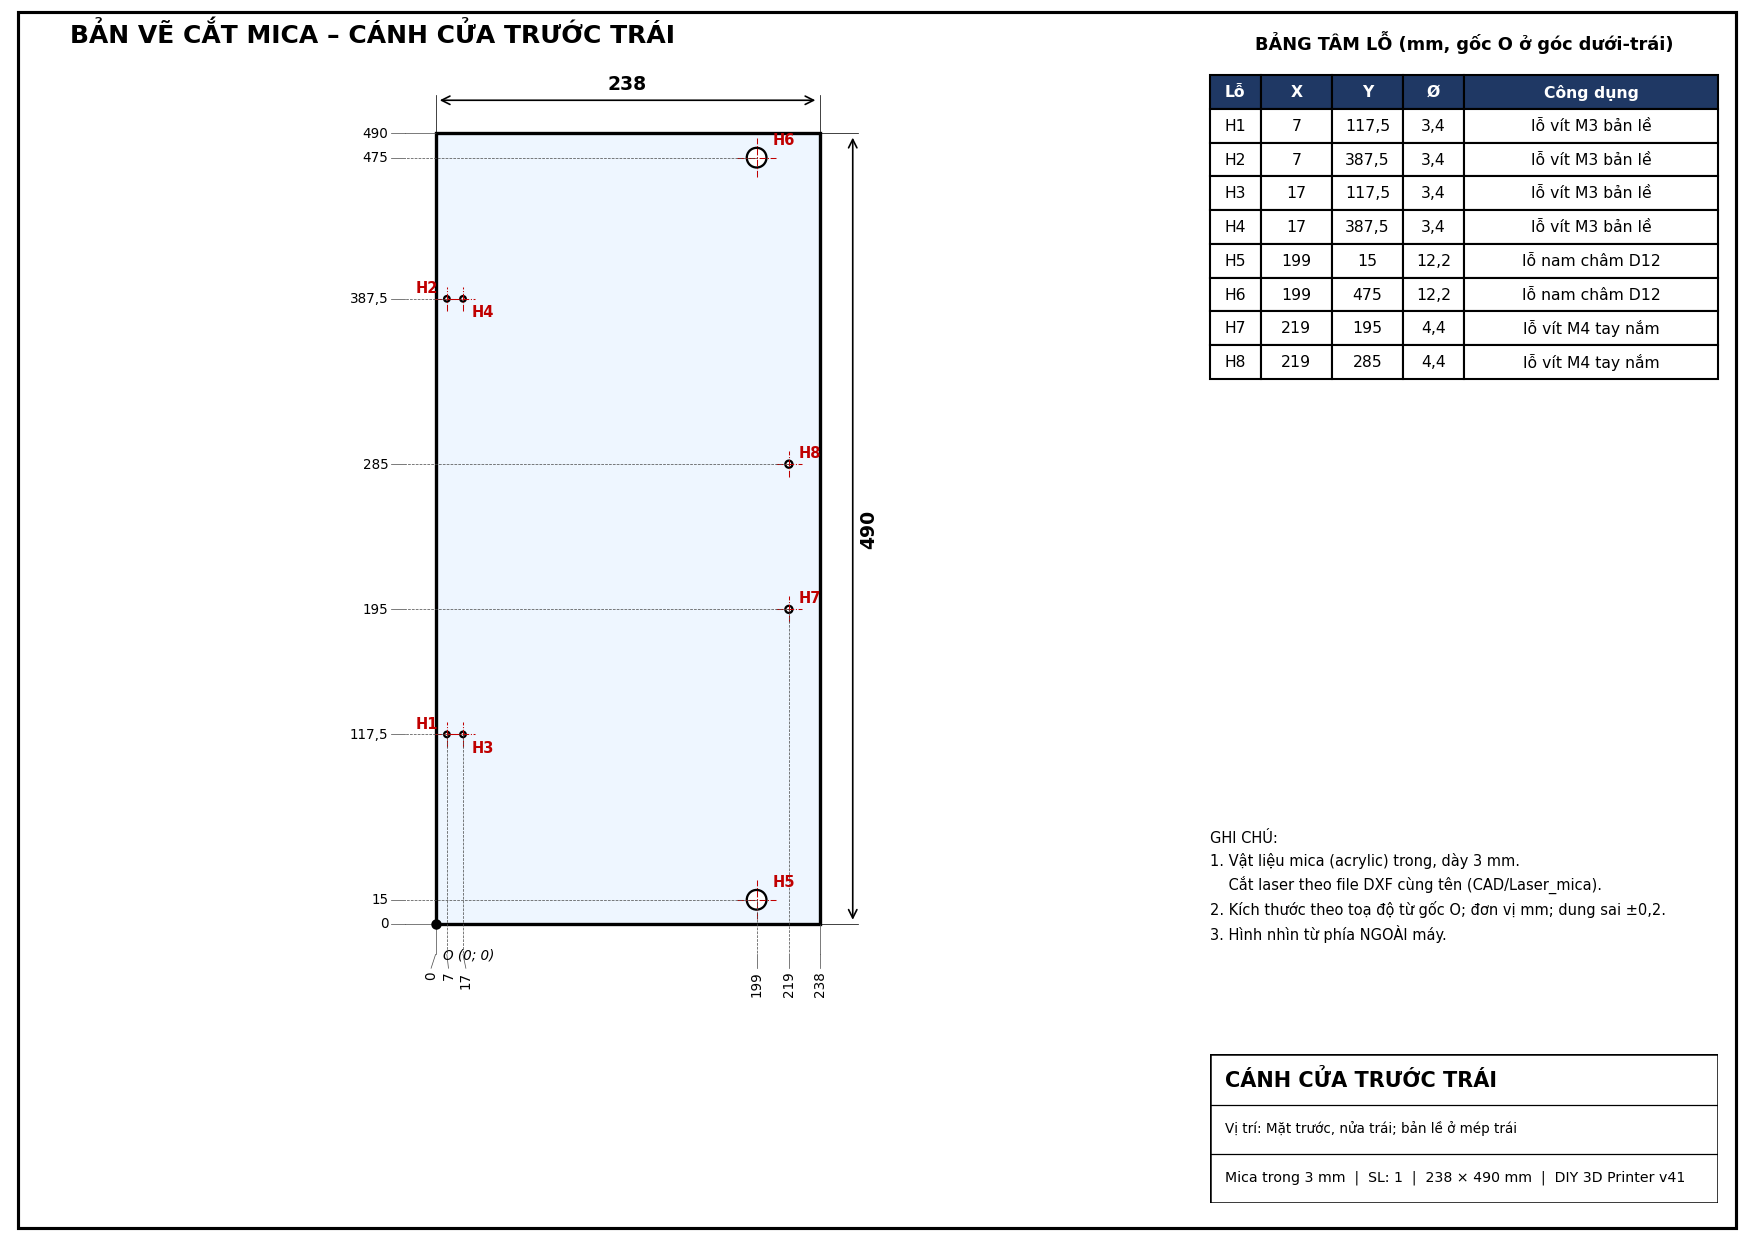 BẢN VẼ CẮT MICA – CÁNH CỬA TRƯỚC TRÁI
238
490
475
H6
387,5
H2
H4
285
H8
490
195
H7
117,5
H1
H3
15
H5
0
O (0; 0)
0
7
17
199
219
238
BẢNG TÂM LỖ (mm, gốc O ở góc dưới-trái)
Lỗ X Y Ø Công dụng
H1 7 117,5 3,4 lỗ vít M3 bản lề
H2 7 387,5 3,4 lỗ vít M3 bản lề
H3 17 117,5 3,4 lỗ vít M3 bản lề
H4 17 387,5 3,4 lỗ vít M3 bản lề
H5 199 15 12,2 lỗ nam châm D12
H6 199 475 12,2 lỗ nam châm D12
H7 219 195 4,4 lỗ vít M4 tay nắm
H8 219 285 4,4 lỗ vít M4 tay nắm
GHI CHÚ:
1. Vật liệu mica (acrylic) trong, dày 3 mm.
Cắt laser theo file DXF cùng tên (CAD/Laser_mica).
2. Kích thước theo toạ độ từ gốc O; đơn vị mm; dung sai ±0,2.
3. Hình nhìn từ phía NGOÀI máy.
CÁNH CỬA TRƯỚC TRÁI
Vị trí: Mặt trước, nửa trái; bản lề ở mép trái
Mica trong 3 mm | SL: 1 | 238 × 490 mm | DIY 3D Printer v41